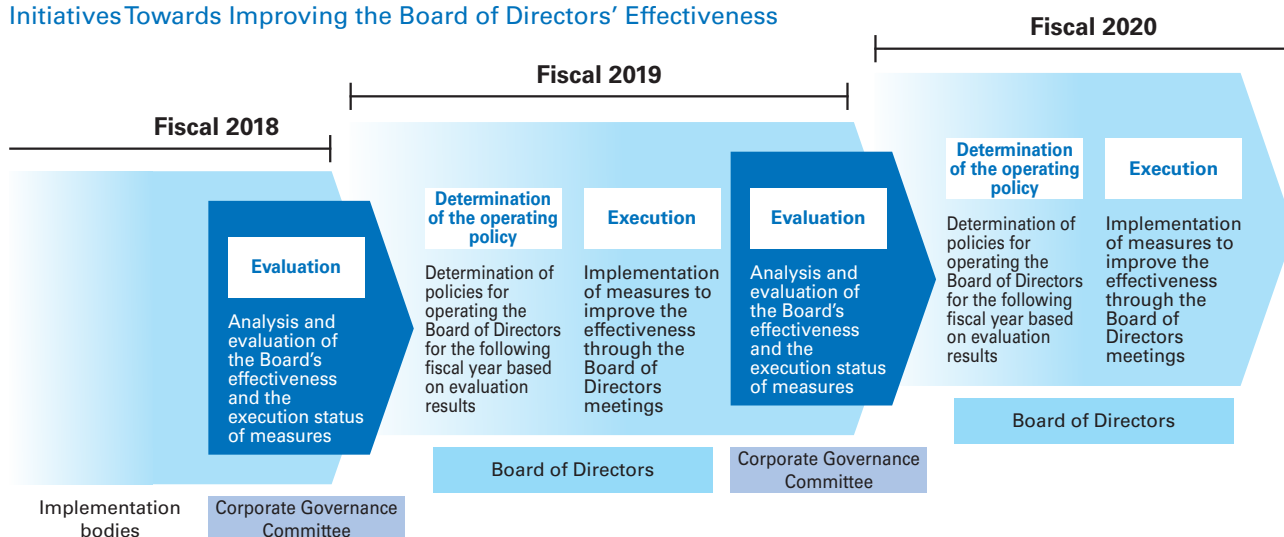 Initiatives Towards Improving the Board of Directors’ Effectiveness
Fiscal 2018
Evaluation
Analysis and
evaluation of
the Board’s
effectiveness
and the
execution status
of measures
Implementation
bodies
Corporate Governance
Committee
Fiscal 2019
Determination
of the operating
policy
Determination of
policies for
operating the
Board of Directors
for the following
fiscal year based
on evaluation
results
Execution
Implementation
of measures to
improve the
effectiveness
through the
Board of
Directors
meetings
Board of Directors
Evaluation
Analysis and
evaluation of
the Board’s
effectiveness
and the
execution status
of measures
Corporate Governance
Committee
Fiscal 2020
Determination
of the operating
policy
Determination of
policies for
operating the
Board of Directors
for the following
fiscal year based
on evaluation
results
Execution
Implementation
of measures to
improve the
effectiveness
through the
Board of
Directors
meetings
Board of Directors